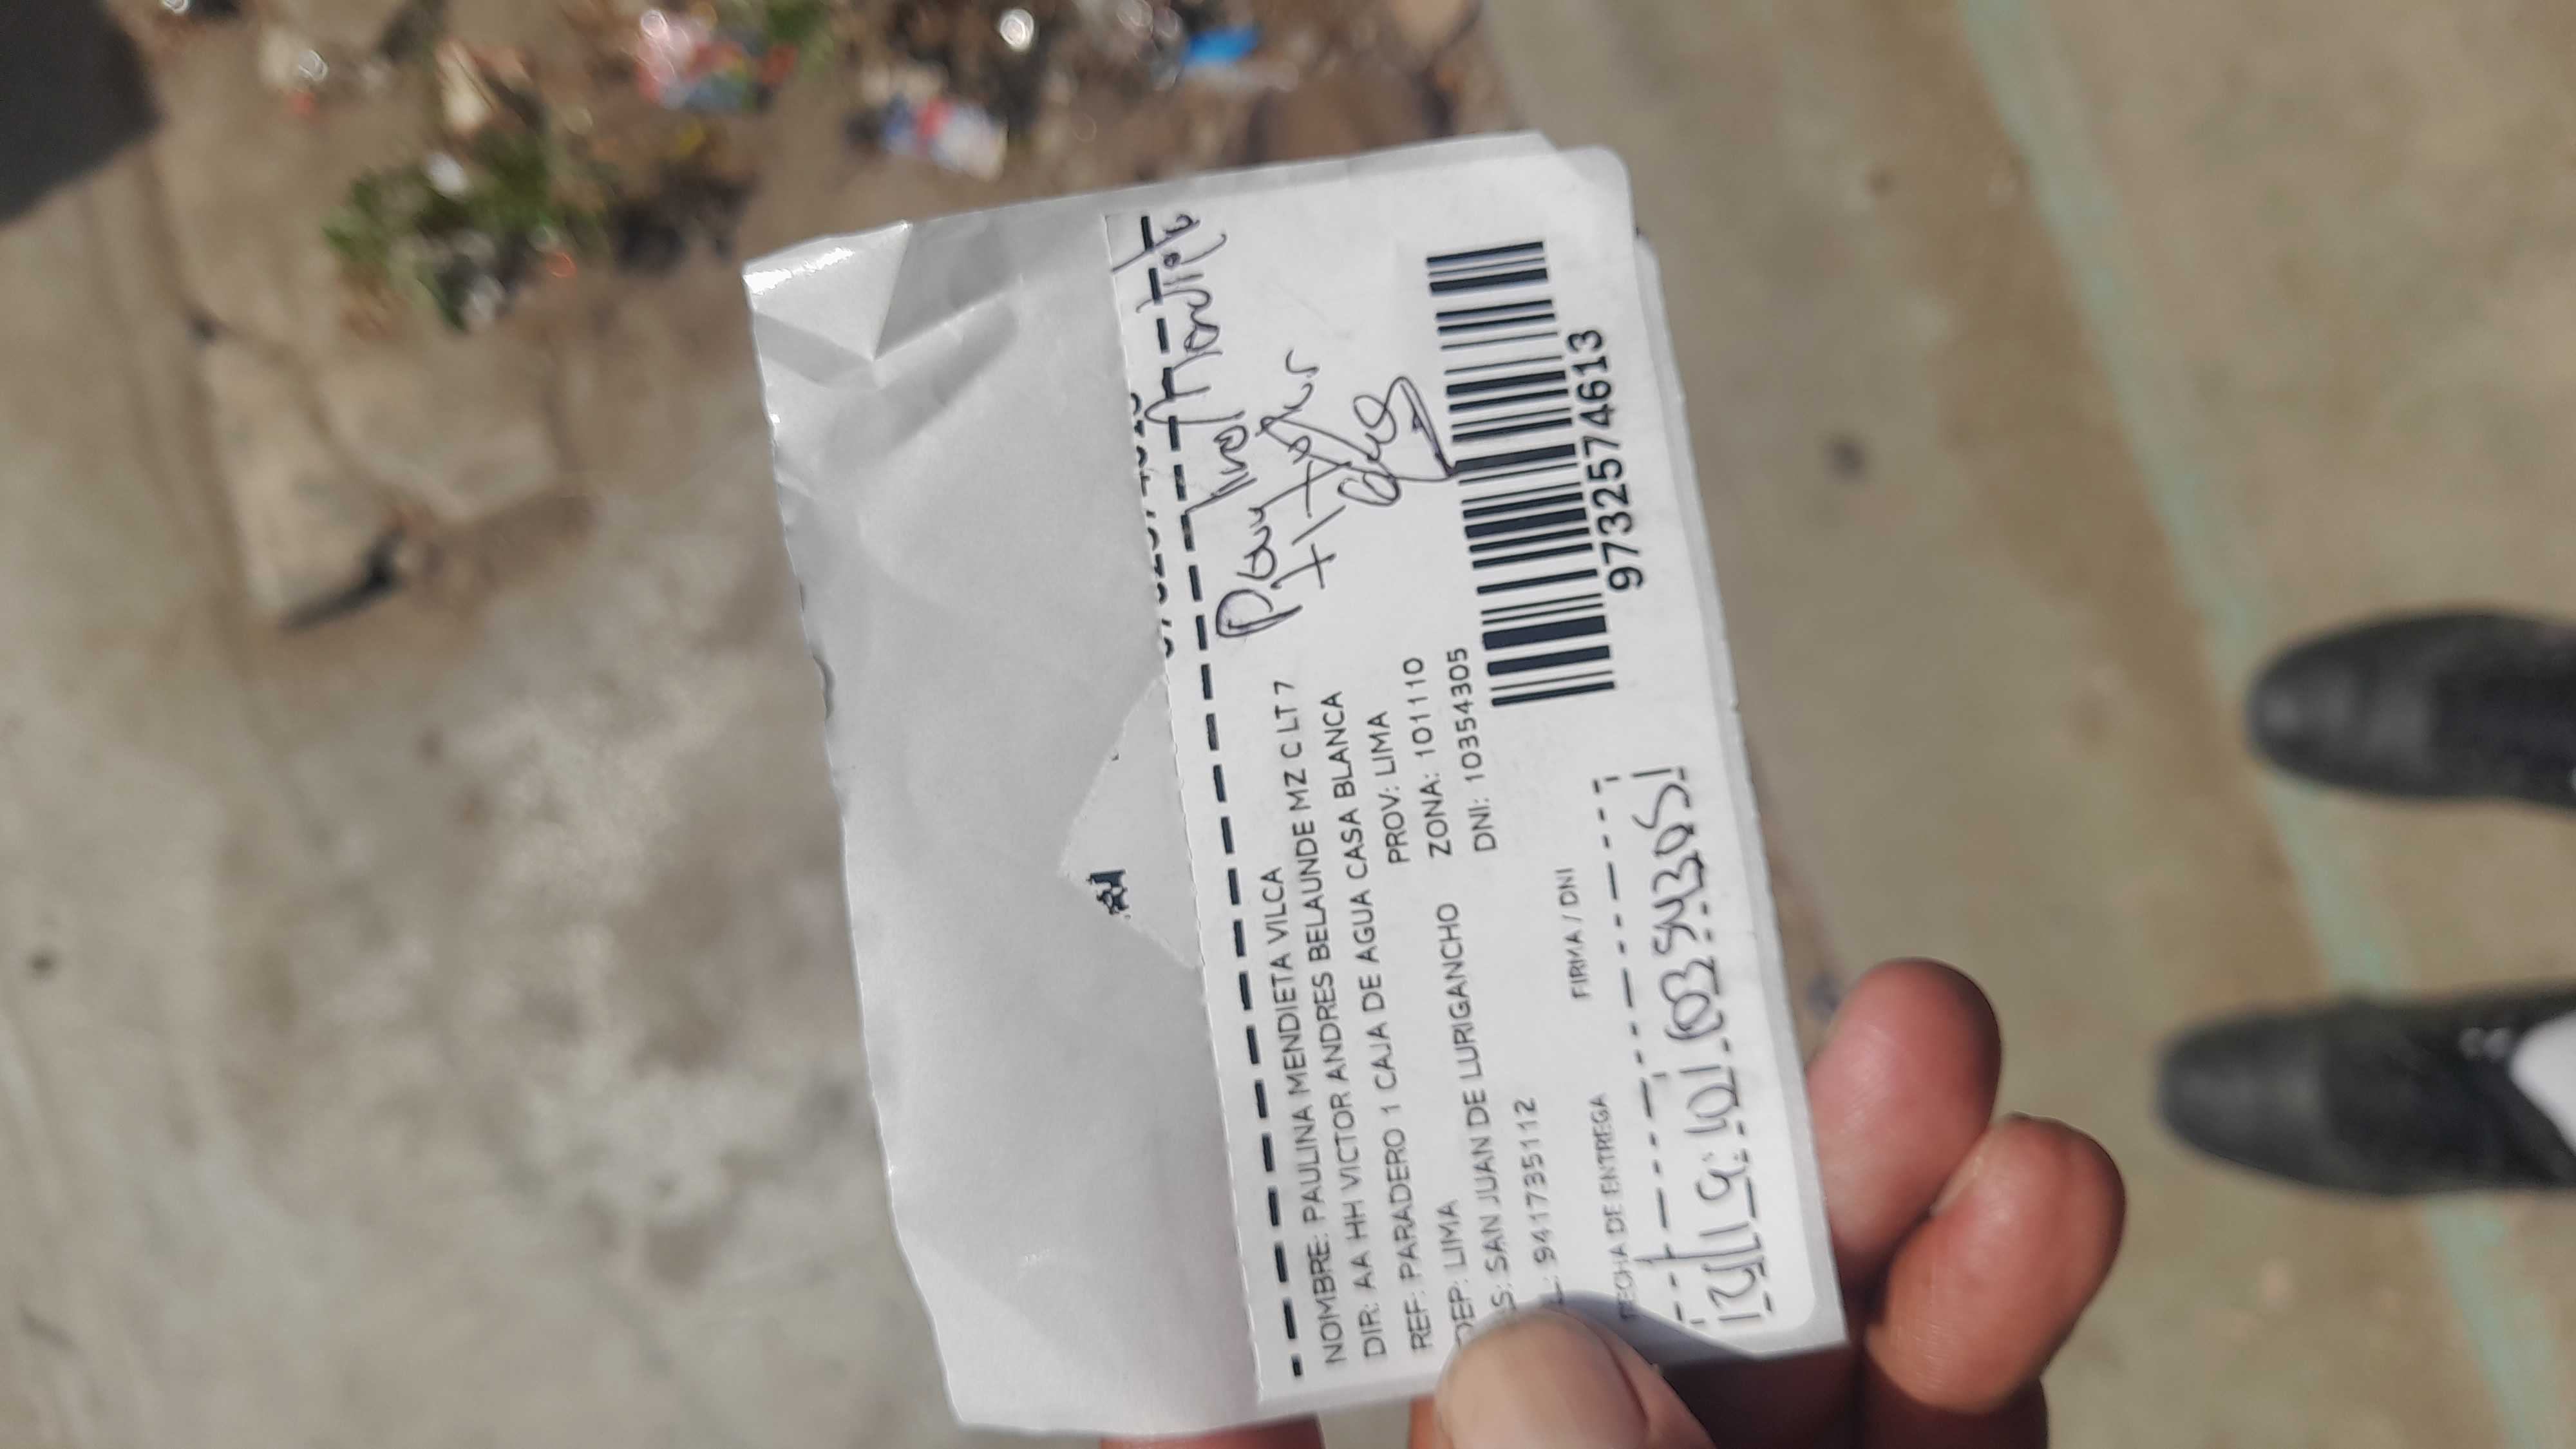 NOMBRE: PAULINA MENDIETA VILCA
DIR: AA HH VICTOR ANDRES BELAUNDE MZ C LT 7
REF: PARADERO 1 CAJA DE AGUA CASA BLANCA
DEP: LIMA PROV: LIMA
S: SAN JUAN DE LURIGANCHO ZONA: 101110
L: 941735112 DNI: 10354305
FECHA DE ENTREGA FIRMA / DNI
10354305
9732574613